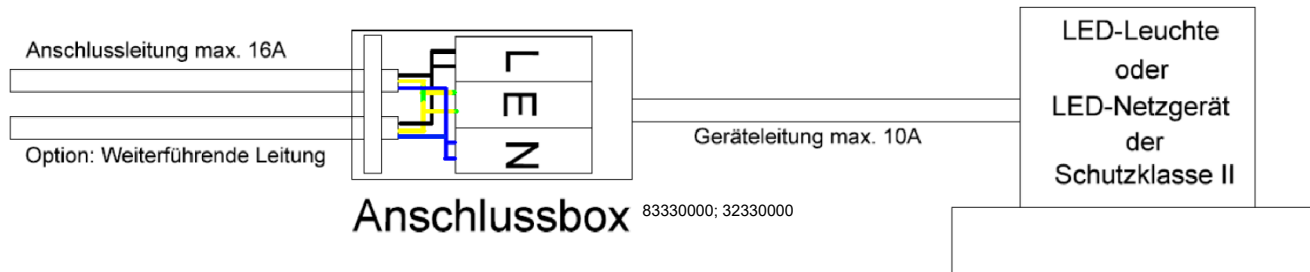 Anschlussleitung max. 16A
Option: Weiterführende Leitung
L
E
N
Anschlussbox
83330000; 32330000
Geräteleitung max. 10A
LED-Leuchte
oder
LED-Netzgerät
der
Schutzklasse II